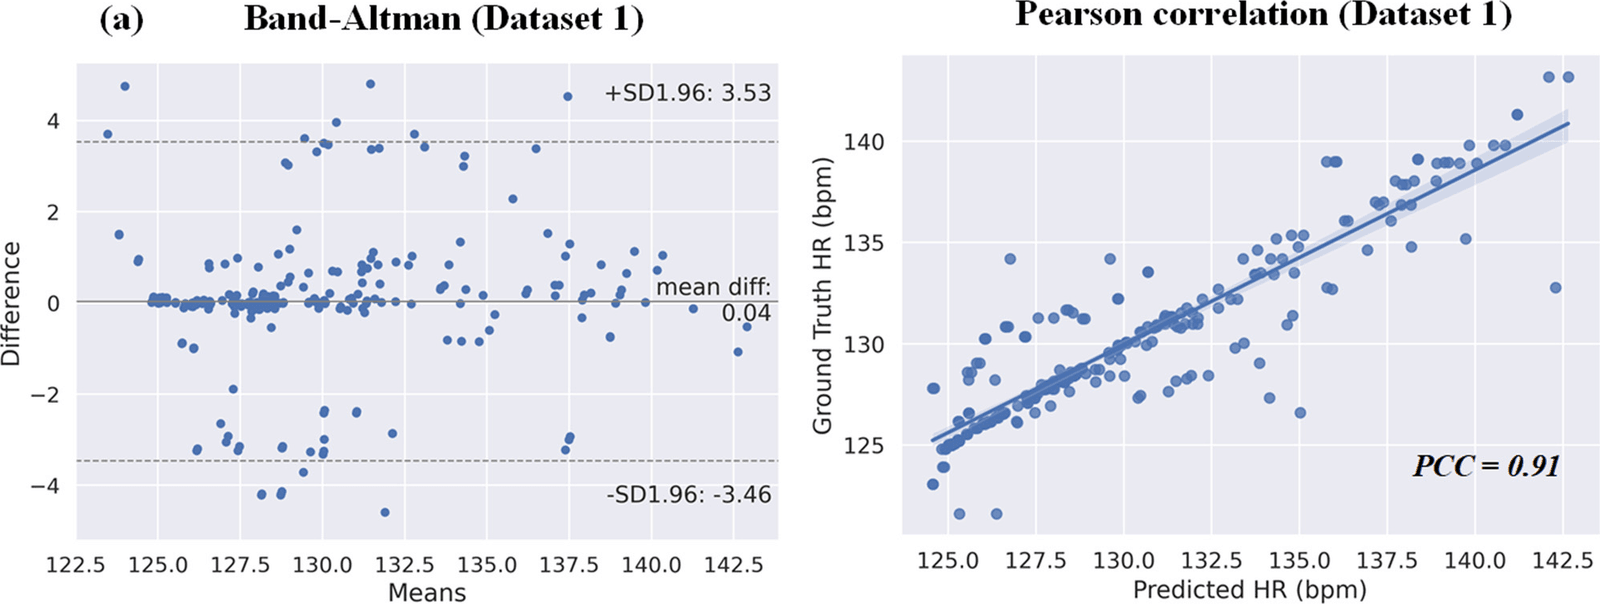 (a) Band-Altman (Dataset 1)
Difference
4
2
0
−2
−4
+SD1.96: 3.53
mean diff:
0.04
-SD1.96: -3.46
122.5 125.0 127.5 130.0 132.5 135.0 137.5 140.0 142.5
Means
Pearson correlation (Dataset 1)
Ground Truth HR (bpm)
140
135
130
125
PCC = 0.91
125.0 127.5 130.0 132.5 135.0 137.5 140.0 142.5
Predicted HR (bpm)